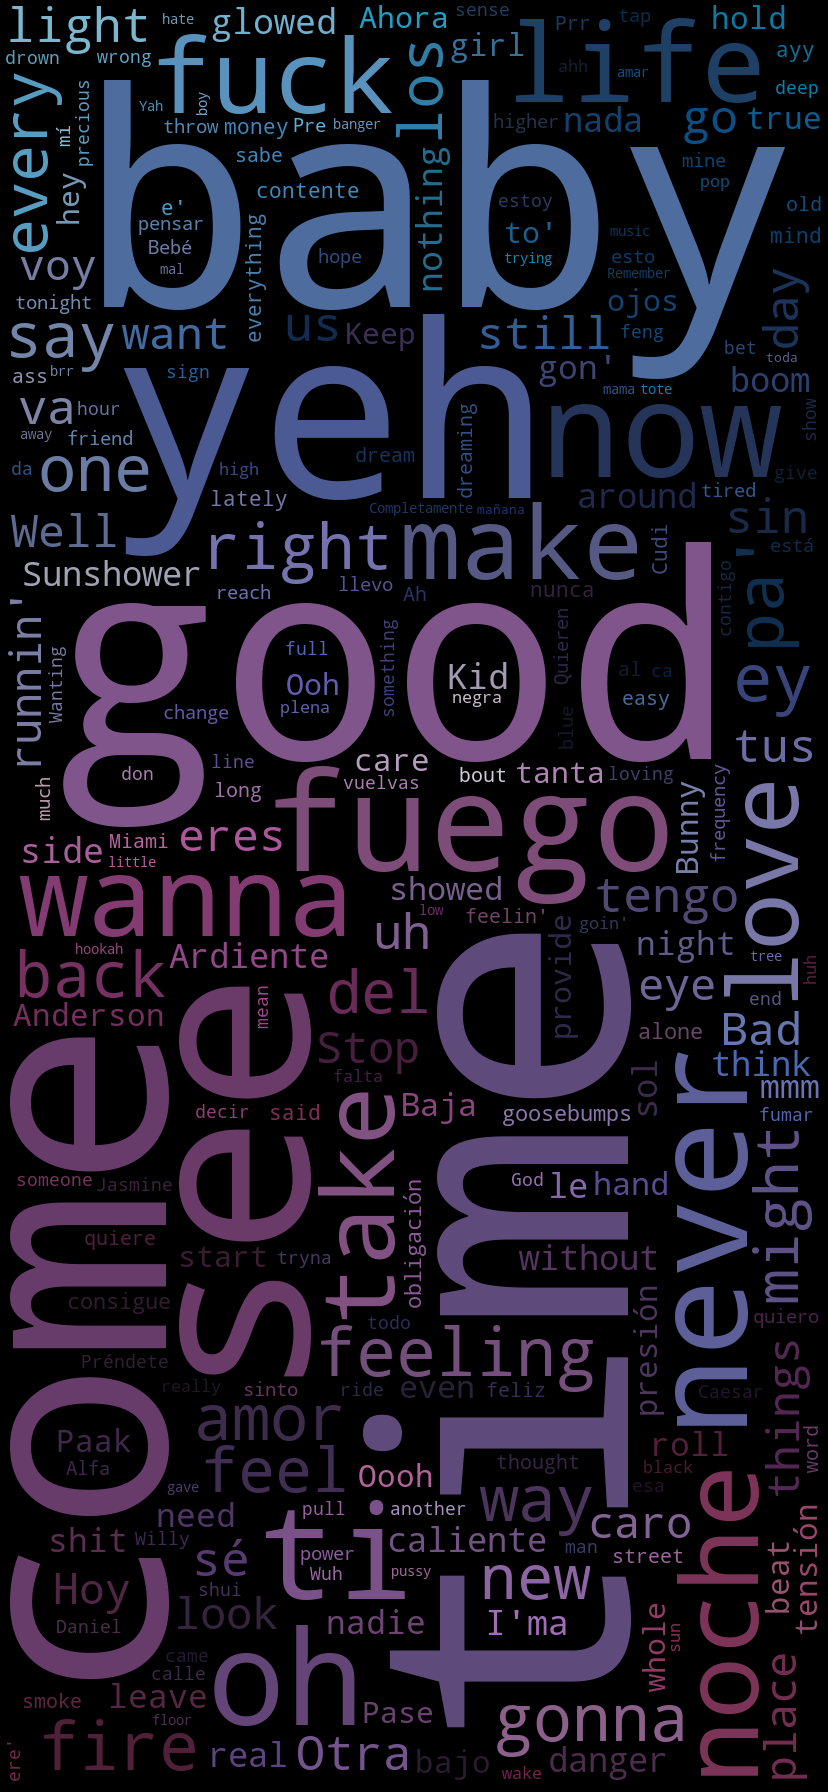 light
hate
glowed
Ahora
sense
Prr
tap
hold
drown
wrong
fuck
los
girl
ahh
life
amar
ayy
deep
every
mí
precious
Yah
boy
throw
money
Pre
banger
higher
nada
go
true
hey
baby
sabe
contente
nothing
mine
pop
e'
pensar
Bebé
mal
estoy
to'
trying
old
mind
music
esto
Remember
voy
everything
hope
tonight
ojos
day
say
want
us
Keep
still
feng
gon'
bet
toda
ass
brr
sign
yeh
now
boom
mama
tote
show
va
hour
away
friend
da
one
high
dream
dreaming
give
lately
Completamente
mañana
around
tired
sin
Well
right
make
Cudi
está
Sunshower
reach
llevo
Ah
nunca
contigo
pa'
runnin'
Wanting
good
full
Ooh
plena
something
Kid
negra
Quieren
blue
al
ca
easy
ey
change
line
don
long
much
care
vuelvas
bout
tanta
loving
tus
side
Miami
little
eres
fuego
Bunny
frequency
love
wanna
showed
low
feelin'
goin'
tengo
uh
hookah
back
Ardiente
night
tree
huh
Anderson
mean
del
provide
eye
end
come
see
Stop
time
alone
Bad
falta
think
mmm
decir
said
Baja
goosebumps
sol
fumar
someone
Jasmine
take
obligación
God
le
hand
never
might
quiere
start
tryna
without
consigue
todo
presión
quiero
Préndete
feeling
things
really
sinto
ride
even
feliz
Caesar
Paak
Alfa
amor
roll
word
feel
Oooh
thought
black
esa
noche
gave
need
pull
another
way
caro
shit
Willy
sé
ti
caliente
man
street
beat
tensión
Hoy
shui
power
Wuh
pussy
new
Daniel
look
nadie
I'ma
whole
sun
came
calle
oh
place
smoke
leave
Pase
gonna
floor
ere'
fire
real
Otra
bajo
wake
danger